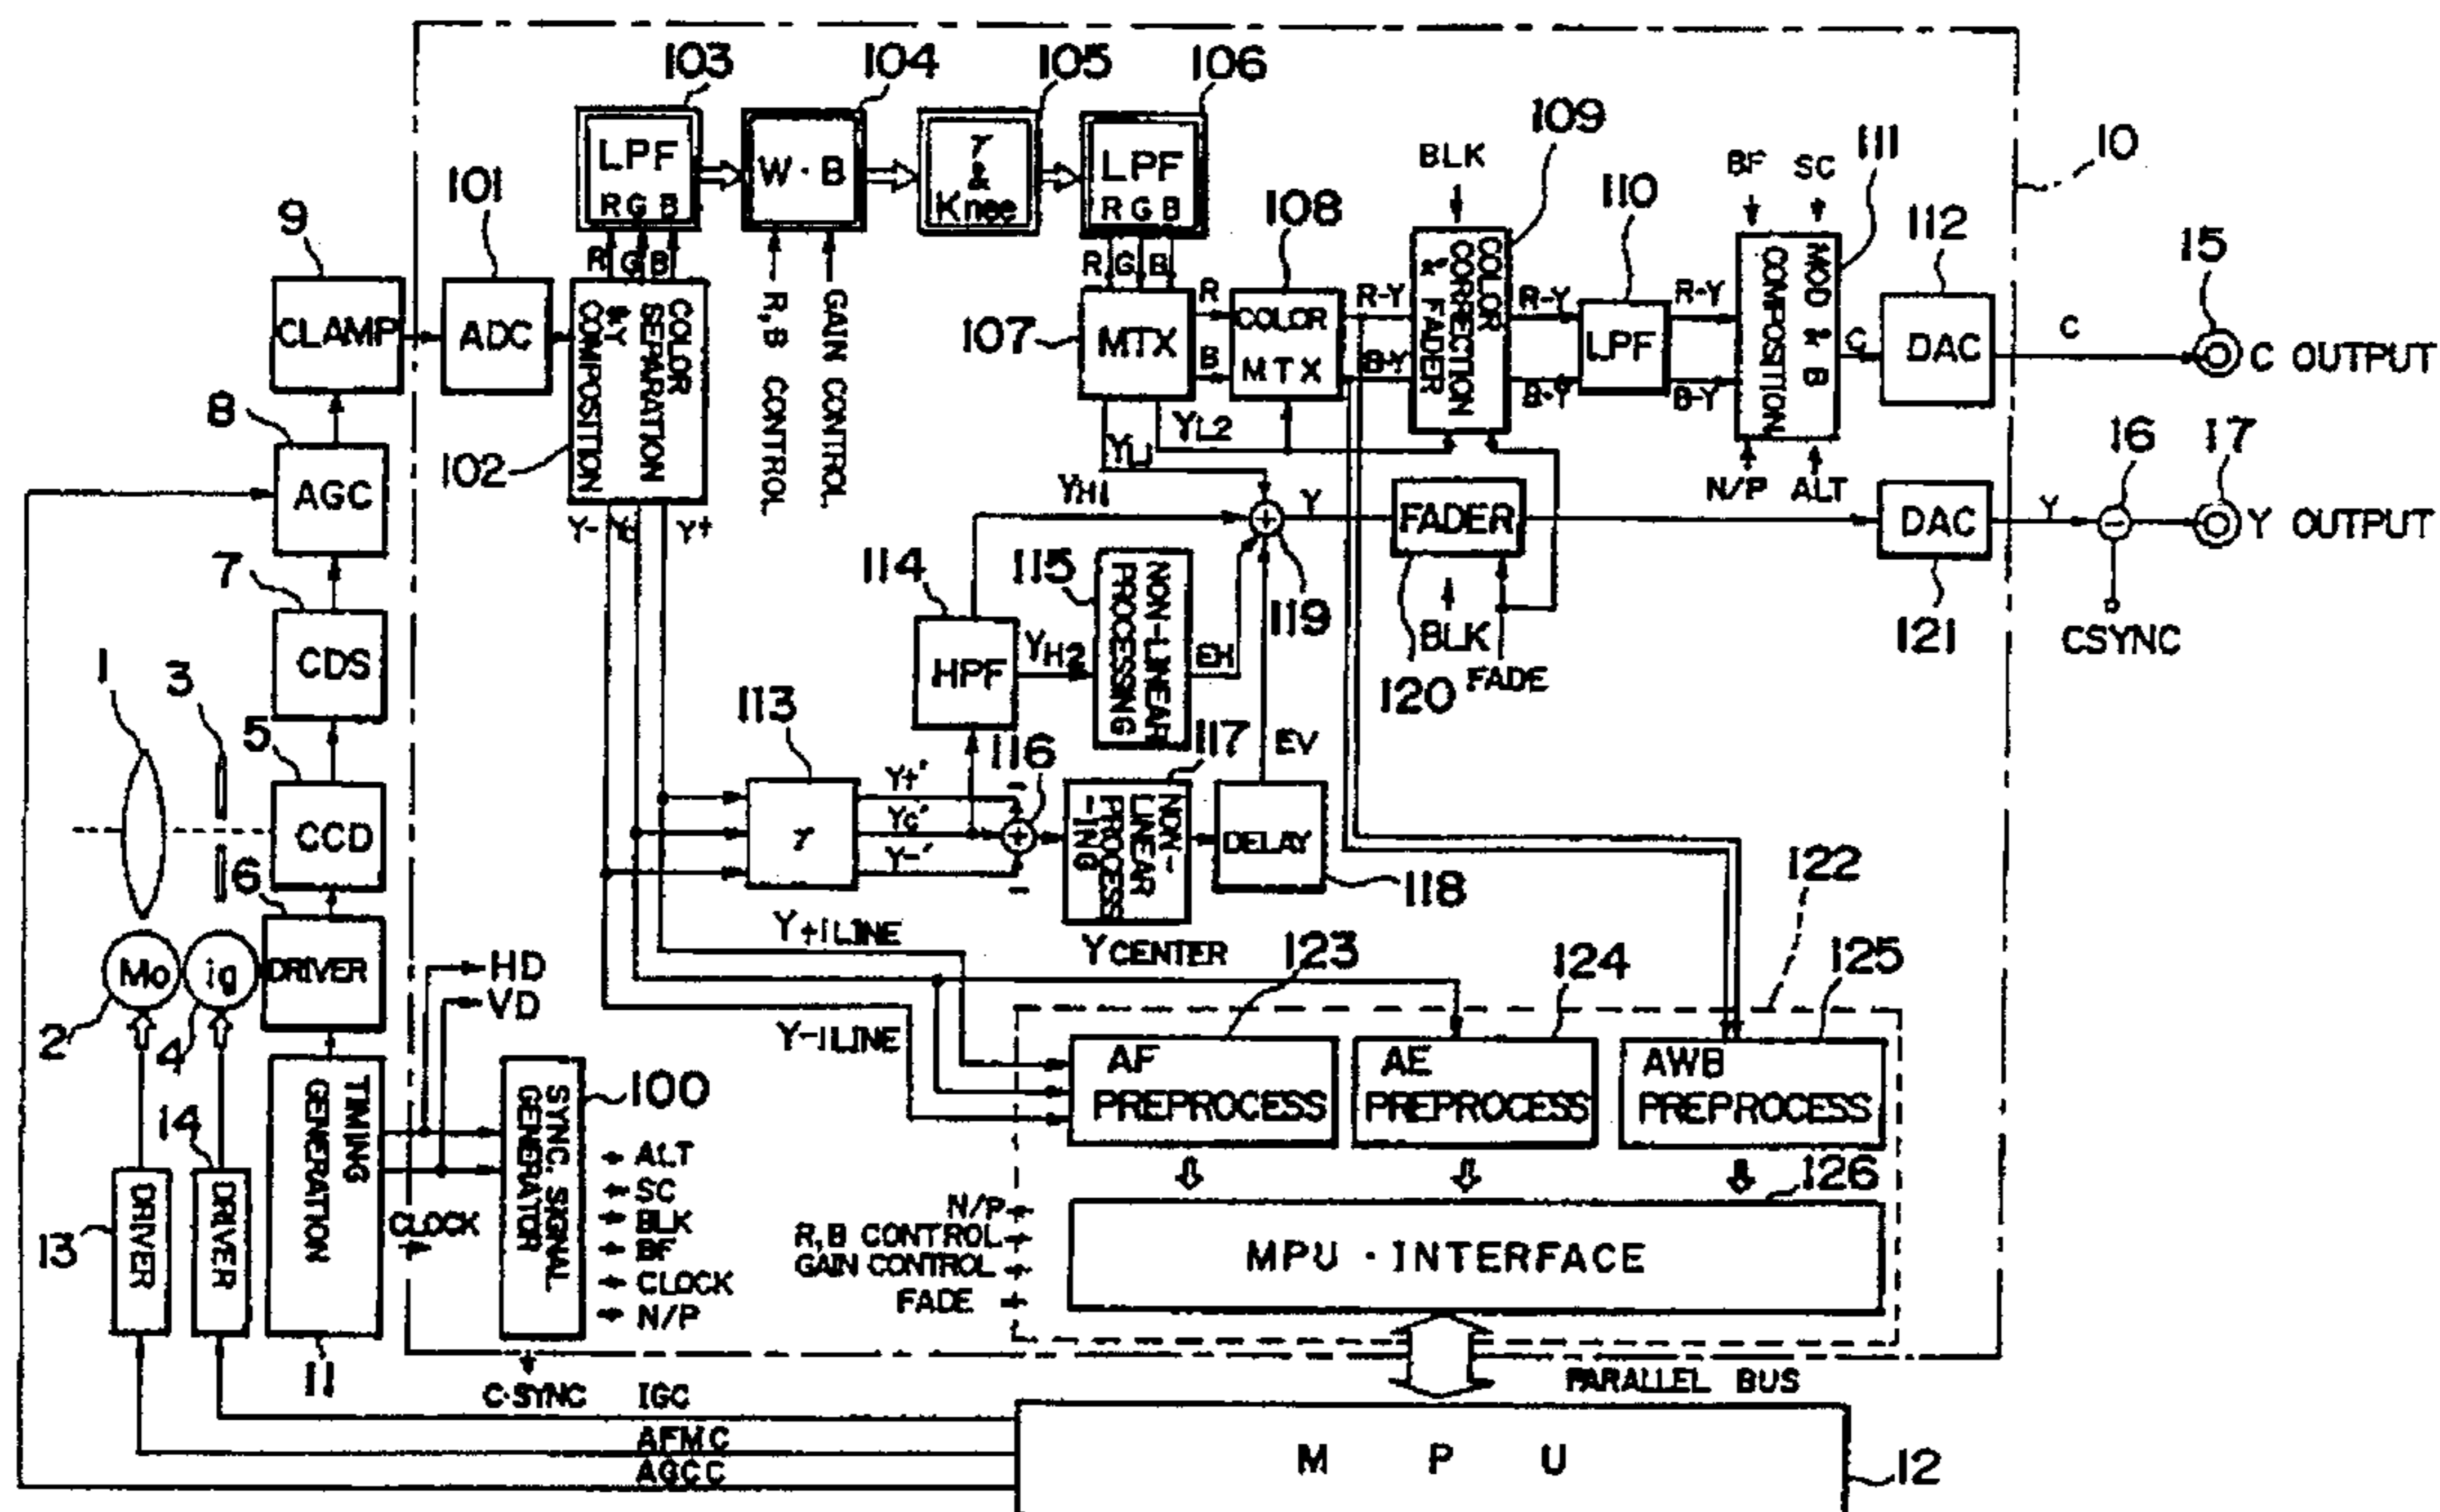 103
104
105
106
109
111
10
LPF
R G B
W · B
γ
&
Knee
LPF
R G B
BLK
BF
SC
110
108
112
15
9
101
R G B
R G B
CLAMP
ADC
COLOR
SEPARATION
& Y
COMPOSITION
R, B CONTROL
GAIN CONTROL
107
MTX
R
B
COLOR
MTX
R-Y
B-Y
COLOR
CORRECTION
& FADER
R-Y
B-Y
LPF
R-Y
B-Y
MOD & B
COMPOSITION
C
DAC
C
C OUTPUT
8
102
AGC
YL1
YL2
N/P
ALT
16
17
Y-
Yc
Y+
YH1
Y
FADER
DAC
Y
Y OUTPUT
7
114
115
119
121
CSYNC
CDS
HPF
YH2
NON-LINEAR
PROCESSING
EH
120
BLK
FADE
1
3
5
113
116
117
EV
CCD
γ
Y+'
Yc'
Y-'
-
-
NON-
LINEAR
PROCESS
-ING
DELAY
118
122
6
Y+1 LINE
YCENTER
123
124
125
Mo
ig
DRIVER
HD
VD
2
4
Y-1 LINE
AF
PREPROCESS
AE
PREPROCESS
AWB
PREPROCESS
14
TIMING
GENERATION
SYNC. SIGNAL
GENERATOR
100
ALT
SC
BLK
BF
CLOCK
N/P
126
13
DRIVER
DRIVER
CLOCK
N/P
R, B CONTROL
GAIN CONTROL
FADE
MPU · INTERFACE
11
C·SYNC
IGC
PARALLEL BUS
AFMC
AGCC
M P U
12